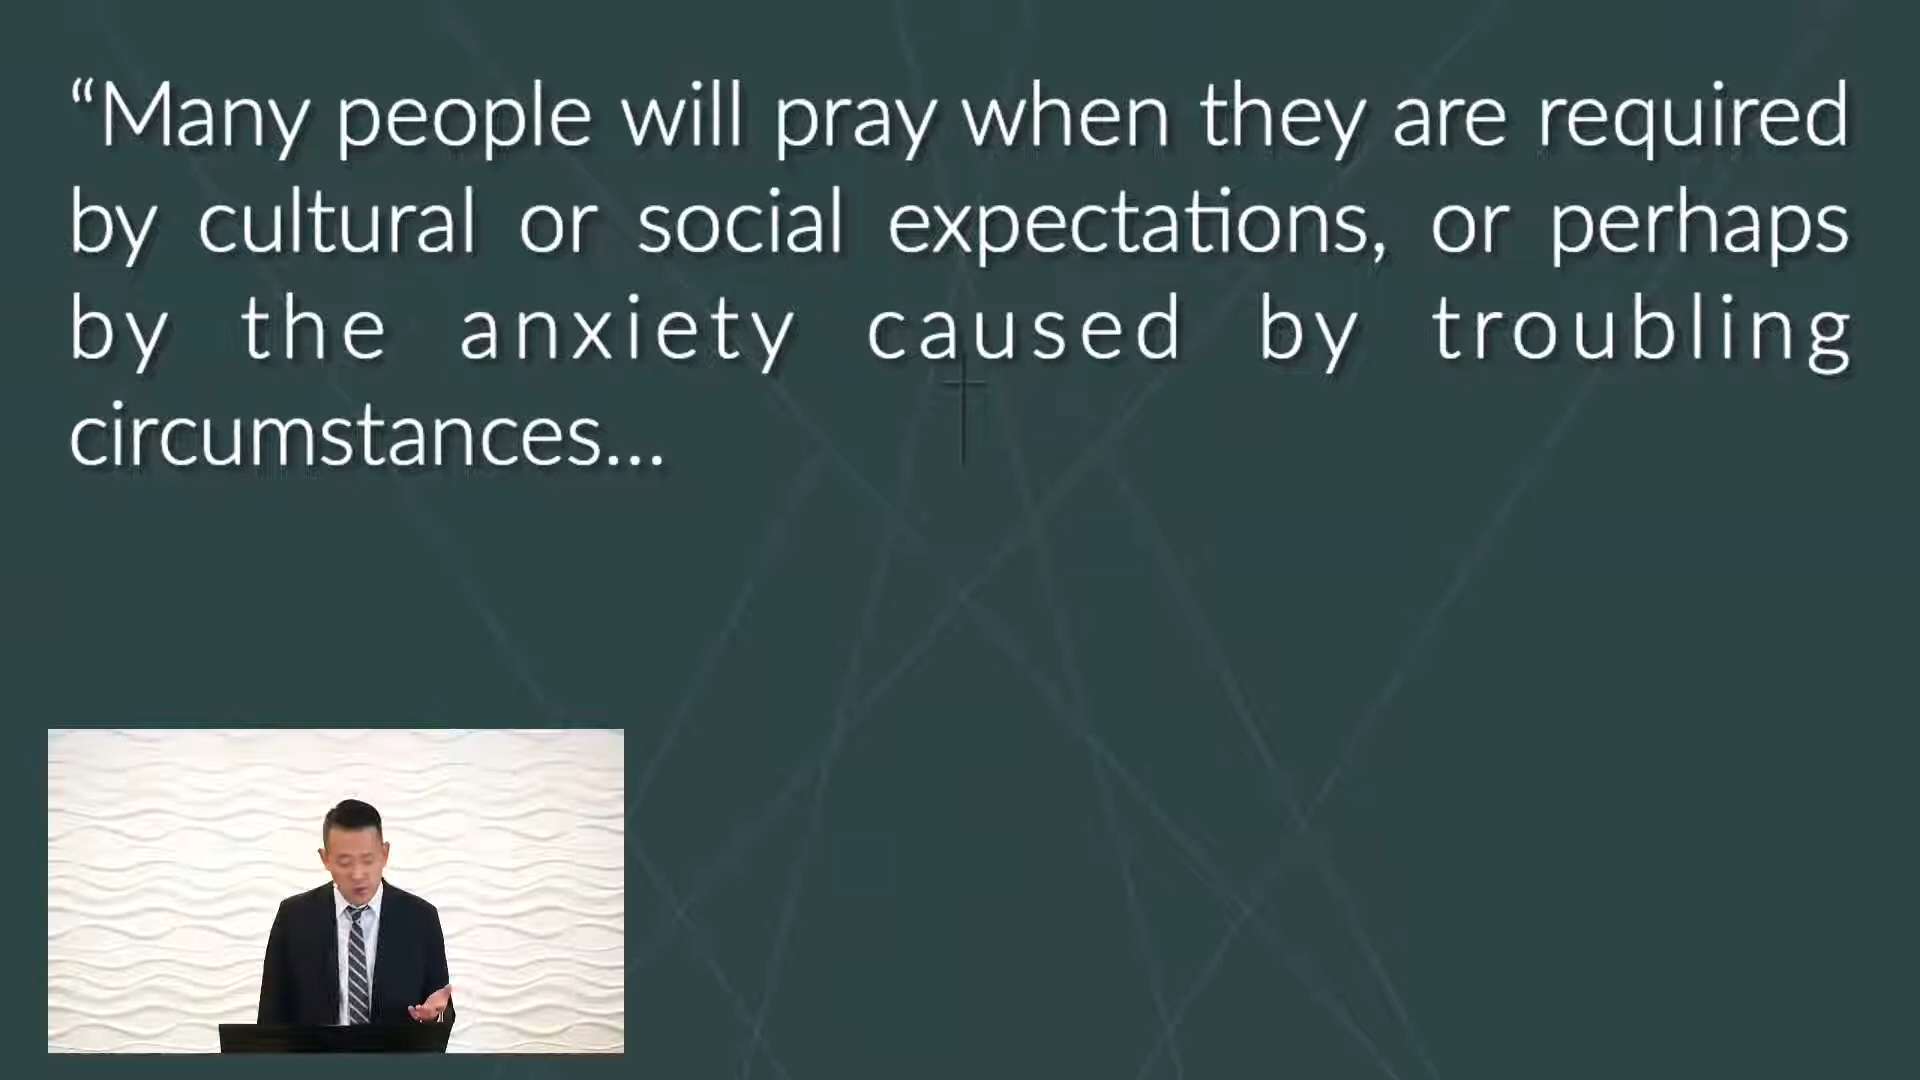 “Many people will pray when they are required
by cultural or social expectations, or perhaps
by the anxiety caused by troubling
circumstances...